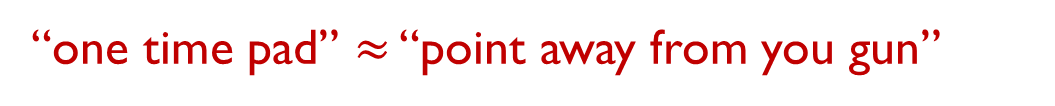 “one time pad” ≈ “point away from you gun”